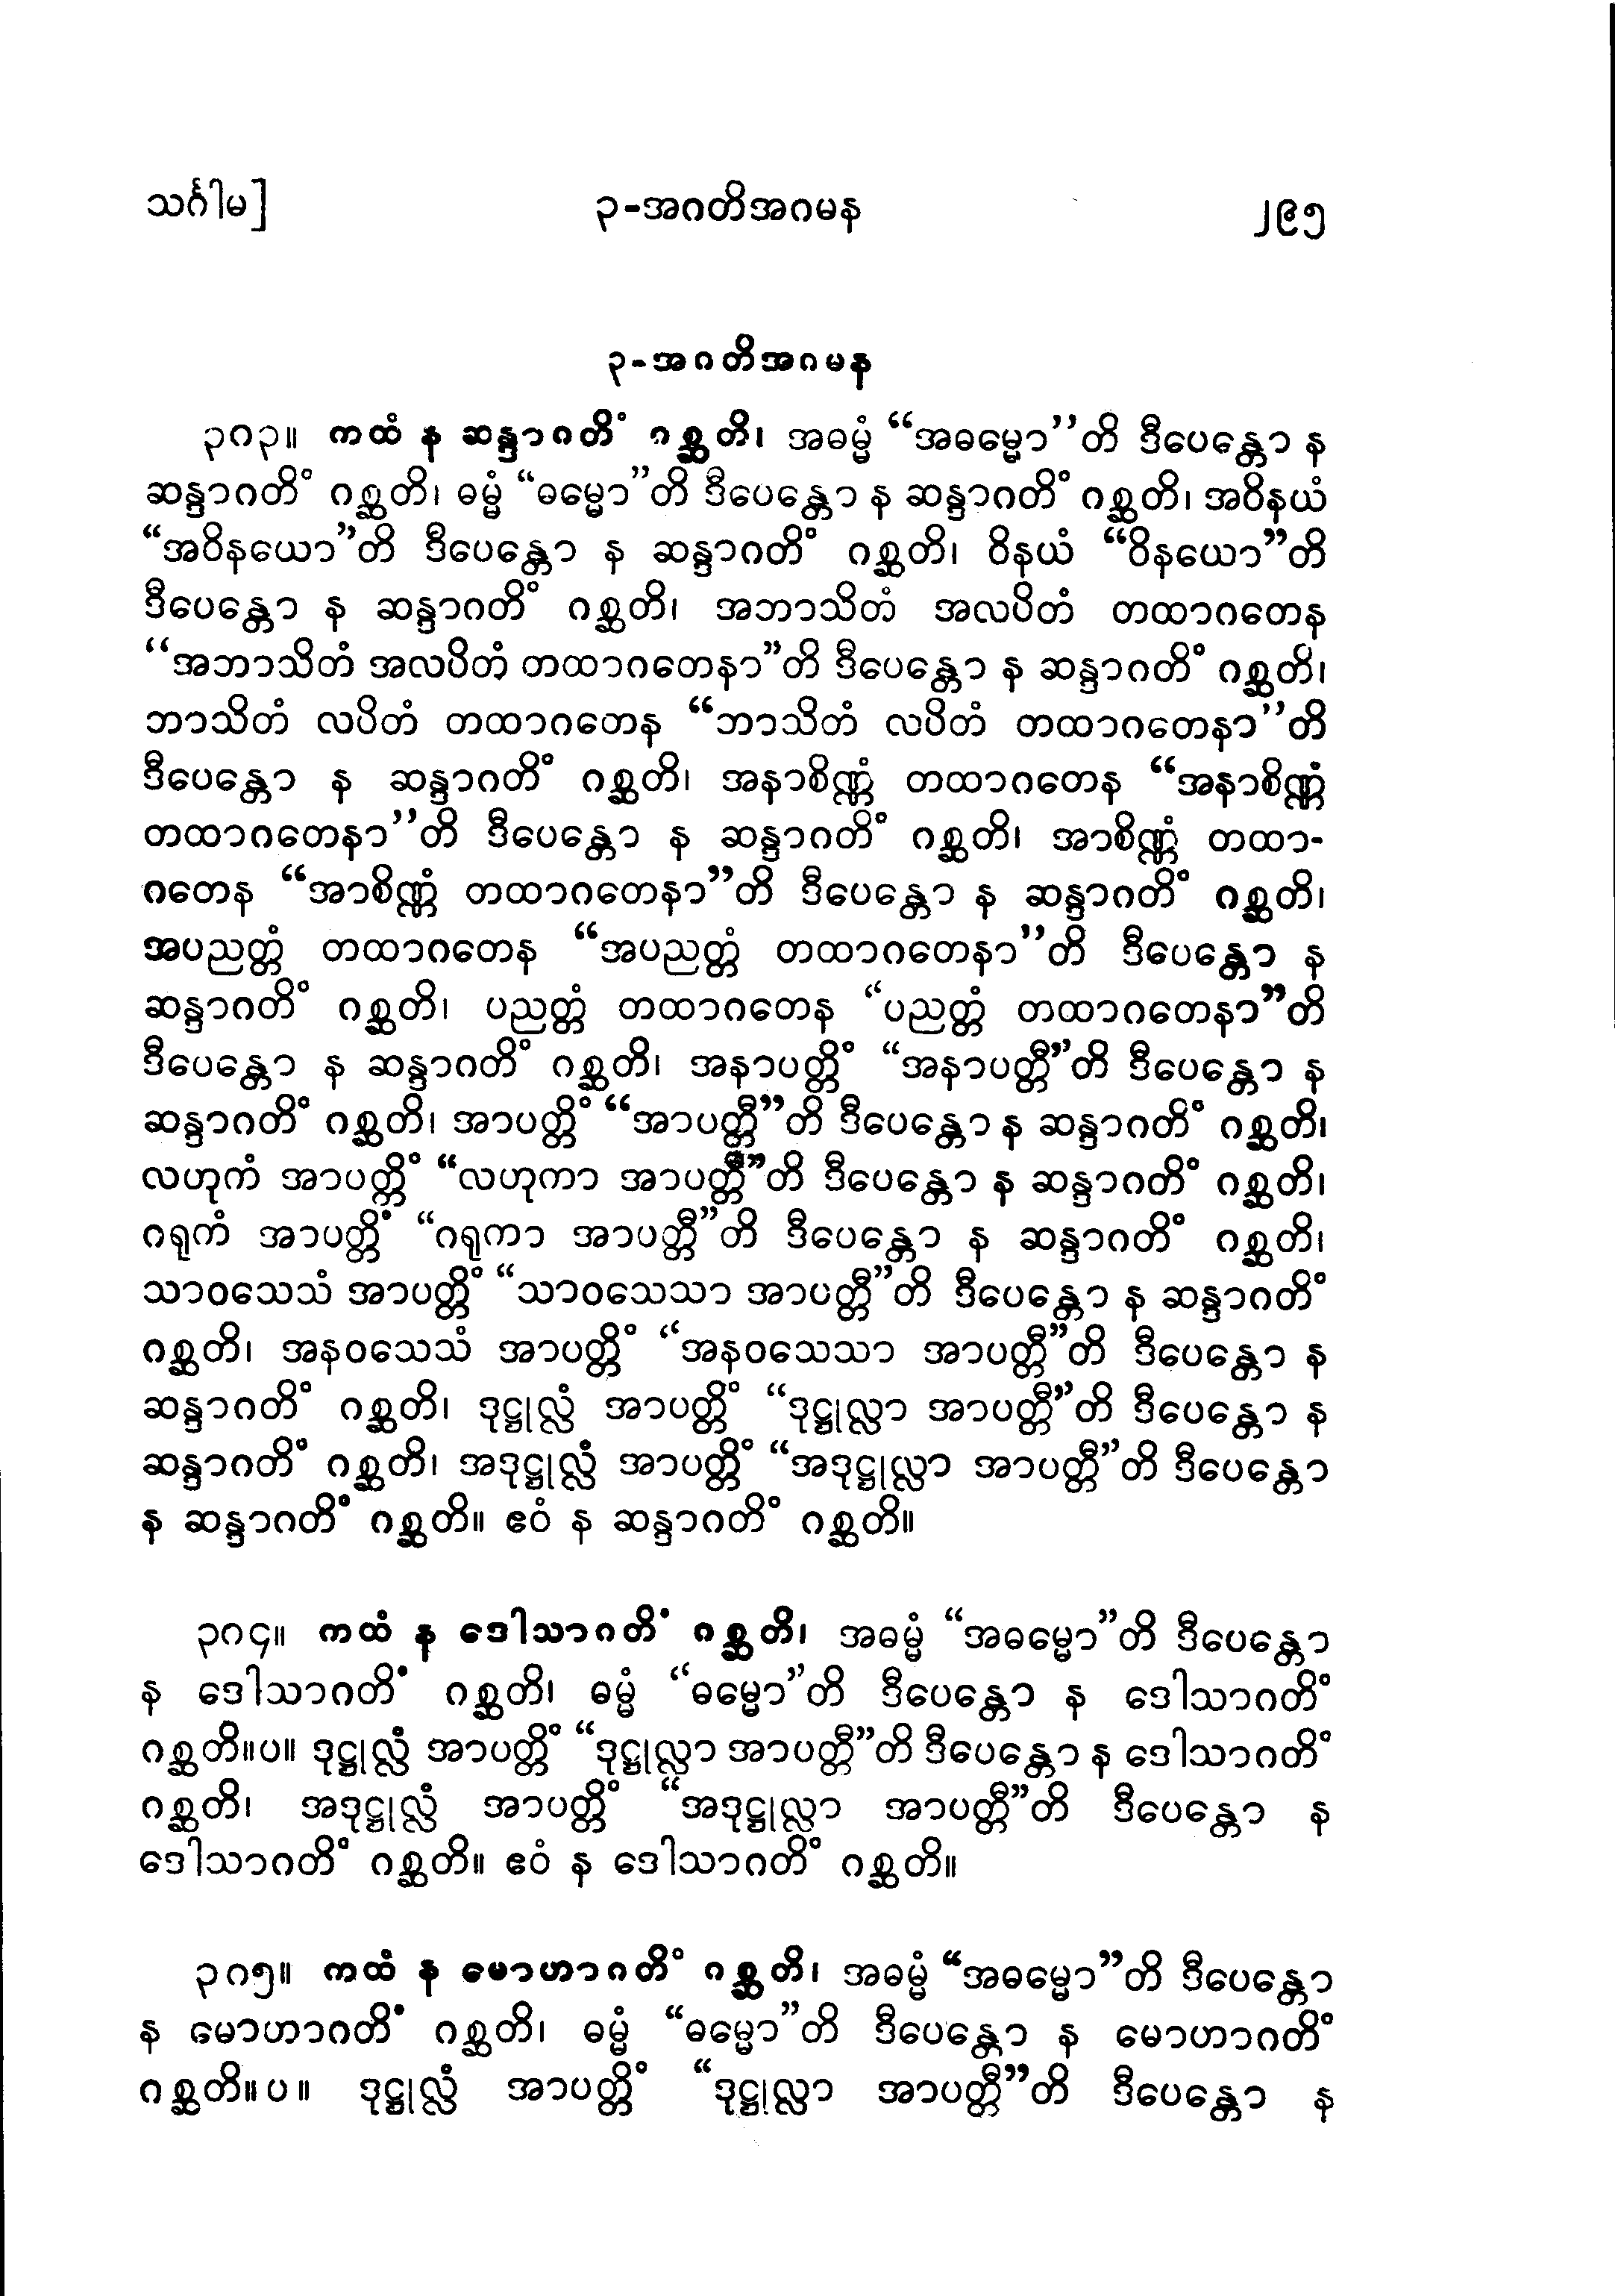 သင်္ဂါမ]
၃-အဂတိအဂမန
၂၉၅
၃-အဂတိအဂမန
၃၈၃။ ကထံ န ဆန္ဒာဂတိံ ဂစ္ဆတိ၊ အဓမ္မံ “အဓမ္မော”တိ ဒီပေန္တော န
ဆန္ဒာဂတိံ ဂစ္ဆတိ၊ ဓမ္မံ “ဓမ္မော”တိ ဒီပေန္တော န ဆန္ဒာဂတိံ ဂစ္ဆတိ၊ အဝိနယံ
“အဝိနယော”တိ ဒီပေန္တော န ဆန္ဒာဂတိံ ဂစ္ဆတိ၊ ဝိနယံ “ဝိနယော”တိ
ဒီပေန္တော န ဆန္ဒာဂတိံ ဂစ္ဆတိ၊ အဘာသိတံ အလပိတံ တထာဂတေန
“အဘာသိတံ အလပိတံ တထာဂတေနာ”တိ ဒီပေန္တော န ဆန္ဒာဂတိံ ဂစ္ဆတိ၊
ဘာသိတံ လပိတံ တထာဂတေန “ဘာသိတံ လပိတံ တထာဂတေနာ”တိ
ဒီပေန္တော န ဆန္ဒာဂတိံ ဂစ္ဆတိ၊ အနာစိဏ္ဏံ တထာဂတေန “အနာစိဏ္ဏံ
တထာဂတေနာ”တိ ဒီပေန္တော န ဆန္ဒာဂတိံ ဂစ္ဆတိ၊ အာစိဏ္ဏံ တထာ-
ဂတေန “အာစိဏ္ဏံ တထာဂတေနာ”တိ ဒီပေန္တော န ဆန္ဒာဂတိံ ဂစ္ဆတိ၊
အပညတ္တံ တထာဂတေန “အပညတ္တံ တထာဂတေနာ”တိ ဒီပေန္တော န
ဆန္ဒာဂတိံ ဂစ္ဆတိ၊ ပညတ္တံ တထာဂတေန “ပညတ္တံ တထာဂတေနာ”တိ
ဒီပေန္တော န ဆန္ဒာဂတိံ ဂစ္ဆတိ၊ အနာပတ္တိံ “အနာပတ္တီ”တိ ဒီပေန္တော န
ဆန္ဒာဂတိံ ဂစ္ဆတိ၊ အာပတ္တိံ “အာပတ္တီ”တိ ဒီပေန္တော န ဆန္ဒာဂတိံ ဂစ္ဆတိ၊
လဟုကံ အာပတ္တိံ “လဟုကာ အာပတ္တီ”တိ ဒီပေန္တော န ဆန္ဒာဂတိံ ဂစ္ဆတိ၊
ဂရုကံ အာပတ္တိံ “ဂရုကာ အာပတ္တီ”တိ ဒီပေန္တော န ဆန္ဒာဂတိံ ဂစ္ဆတိ၊
သာဝသေသံ အာပတ္တိံ “သာဝသေသာ အာပတ္တီ”တိ ဒီပေန္တော န ဆန္ဒာဂတိံ
ဂစ္ဆတိ၊ အနဝသေသံ အာပတ္တိံ “အနဝသေသာ အာပတ္တီ”တိ ဒီပေန္တော န
ဆန္ဒာဂတိံ ဂစ္ဆတိ၊ ဒုဋ္ဌုလ္လံ အာပတ္တိံ “ဒုဋ္ဌုလ္လာ အာပတ္တီ”တိ ဒီပေန္တော န
ဆန္ဒာဂတိံ ဂစ္ဆတိ၊ အဒုဋ္ဌုလ္လံ အာပတ္တိံ “အဒုဋ္ဌုလ္လာ အာပတ္တီ”တိ ဒီပေန္တော
န ဆန္ဒာဂတိံ ဂစ္ဆတိ။ ဧဝံ န ဆန္ဒာဂတိံ ဂစ္ဆတိ။
၃၈၄။ ကထံ န ဒေါသာဂတိံ ဂစ္ဆတိ၊ အဓမ္မံ “အဓမ္မော”တိ ဒီပေန္တော
န ဒေါသာဂတိံ ဂစ္ဆတိ၊ ဓမ္မံ “ဓမ္မော”တိ ဒီပေန္တော န ဒေါသာဂတိံ
ဂစ္ဆတိ။ပ။ ဒုဋ္ဌုလ္လံ အာပတ္တိံ “ဒုဋ္ဌုလ္လာ အာပတ္တီ”တိ ဒီပေန္တော န ဒေါသာဂတိံ
ဂစ္ဆတိ၊ အဒုဋ္ဌုလ္လံ အာပတ္တိံ “အဒုဋ္ဌုလ္လာ အာပတ္တီ”တိ ဒီပေန္တော န
ဒေါသာဂတိံ ဂစ္ဆတိ။ ဧဝံ န ဒေါသာဂတိံ ဂစ္ဆတိ။
၃၈၅။ ကထံ န မောဟာဂတိံ ဂစ္ဆတိ၊ အဓမ္မံ “အဓမ္မော”တိ ဒီပေန္တော
န မောဟာဂတိံ ဂစ္ဆတိ၊ ဓမ္မံ “ဓမ္မော”တိ ဒီပေန္တော န မောဟာဂတိံ
ဂစ္ဆတိ။ပ။ ဒုဋ္ဌုလ္လံ အာပတ္တိံ “ဒုဋ္ဌုလ္လာ အာပတ္တီ”တိ ဒီပေန္တော န